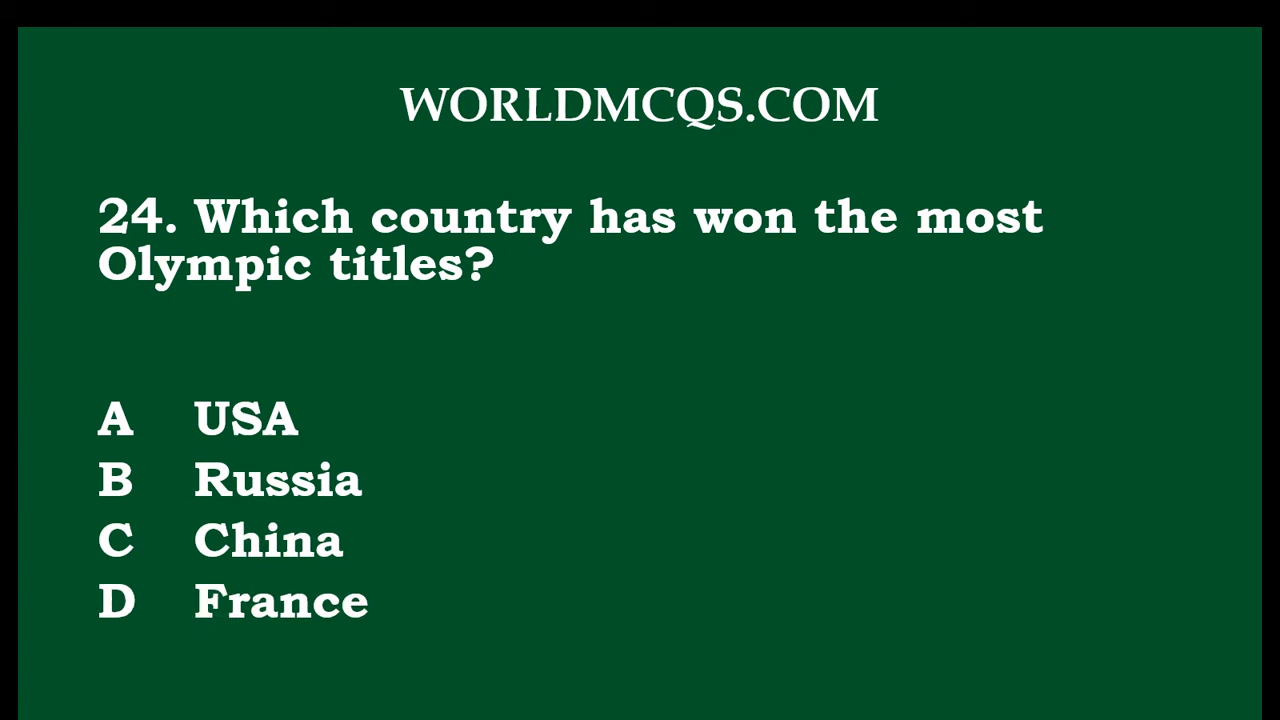 WORLDMCQS.COM
24. Which country has won the most
Olympic titles?
A USA
B Russia
C China
D France